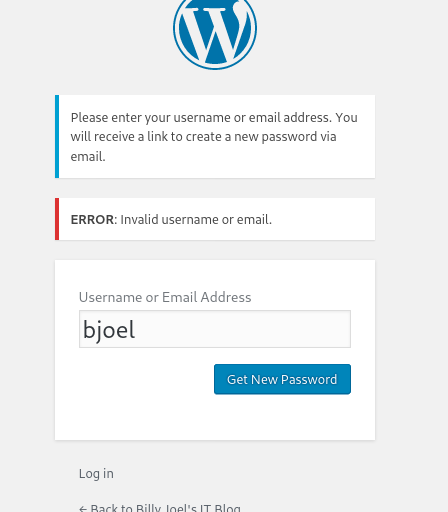 Please enter your username or email address. You
will receive a link to create a new password via
email.
ERROR: Invalid username or email.
Username or Email Address
bjoel
Get New Password
Log in
← Back to Billy Joel's IT Blog